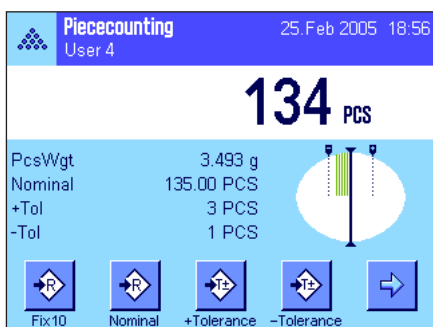 Piececounting 25.Feb 2005 18:56
User 4
134 PCS
PcsWgt 3.493 g
Nominal 135.00 PCS
+Tol 3 PCS
-Tol 1 PCS
R R T± T±
Fix10 Nominal +Tolerance -Tolerance